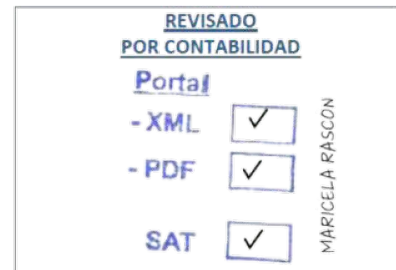 REVISADO
POR CONTABILIDAD
Portal
- XML ✓
- PDF ✓
SAT ✓
MARICELA RASCON